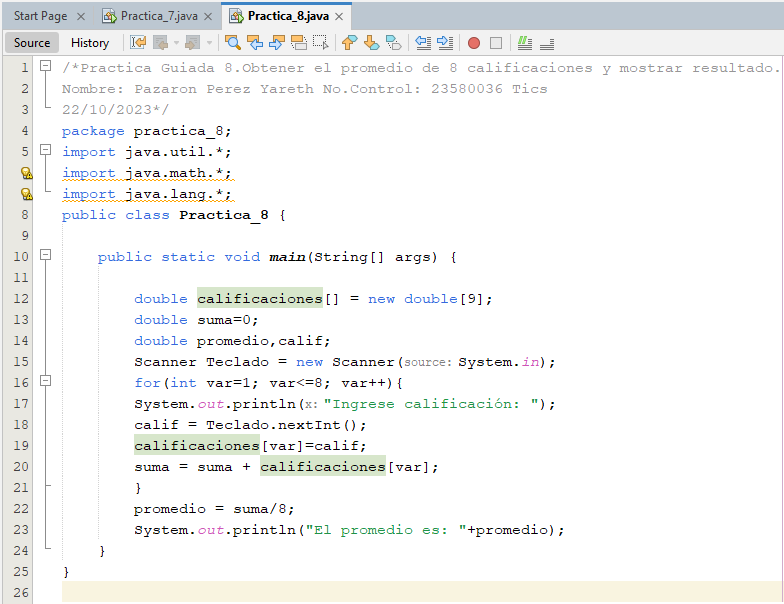 Start Page × Practica_7.java × Practica_8.java ×
Source History
1 /*Practica Guiada 8.Obtener el promedio de 8 calificaciones y mostrar resultado.
2 Nombre: Pazaron Perez Yareth No.Control: 23580036 Tics
3 22/10/2023*/
4 package practica_8;
5 import java.util.*;
import java.math.*;
import java.lang.*;
8 public class Practica_8 {
9
10 public static void main(String[] args) {
11
12 double calificaciones[] = new double[9];
13 double suma=0;
14 double promedio,calif;
15 Scanner Teclado = new Scanner(source: System.in);
16 for(int var=1; var<=8; var++){
17 System.out.println(x: "Ingrese calificación: ");
18 calif = Teclado.nextInt();
19 calificaciones[var]=calif;
20 suma = suma + calificaciones[var];
21 }
22 promedio = suma/8;
23 System.out.println("El promedio es: "+promedio);
24 }
25 }
26